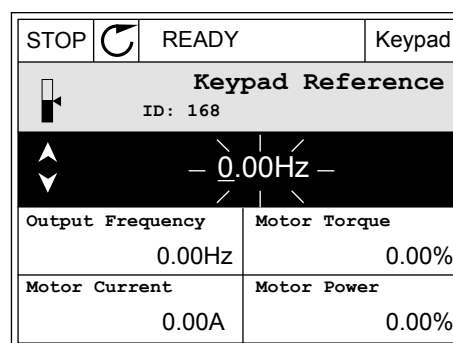 STOP READY Keypad
Keypad Reference
ID: 168
0.00Hz
Output Frequency Motor Torque
0.00Hz 0.00%
Motor Current Motor Power
0.00A 0.00%